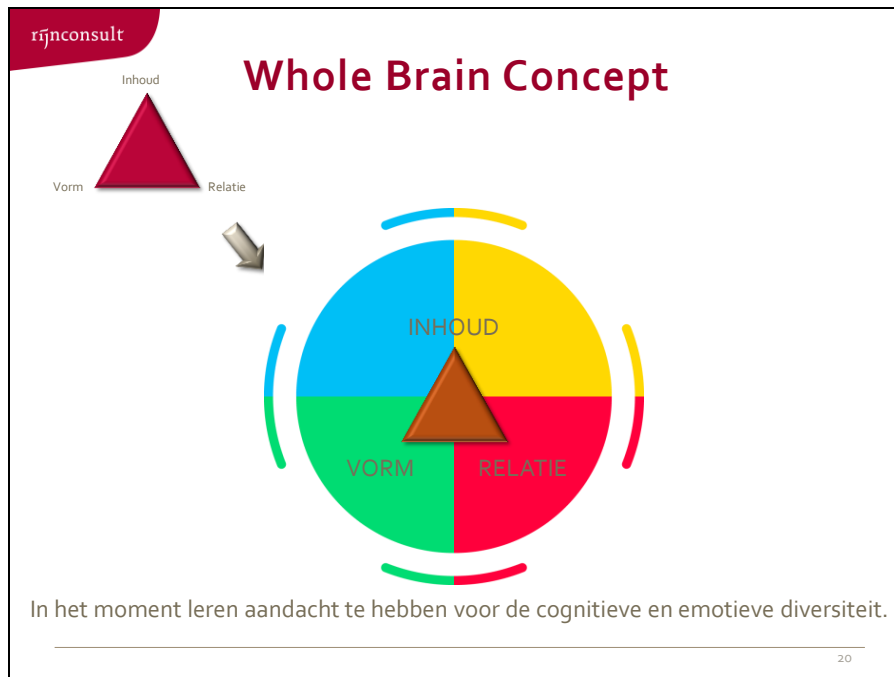 rijnconsult
Whole Brain Concept
Inhoud
Vorm
Relatie
INHOUD
VORM
RELATIE
In het moment leren aandacht te hebben voor de cognitieve en emotieve diversiteit.
20